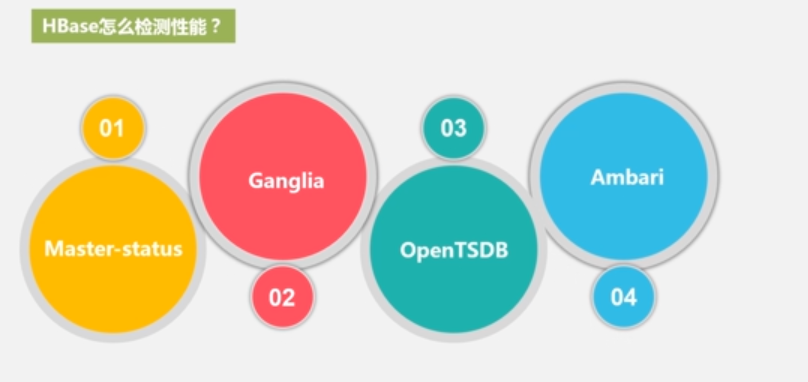 HBase怎么检测性能？
01
Master-status
Ganglia
02
03
OpenTSDB
Ambari
04